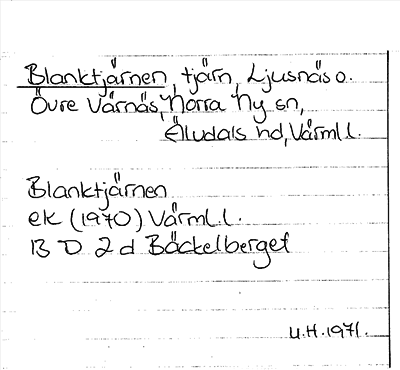 Blanktjärnen, tjärn, Ljusnäs o.
Övre Värnäs, Norra Ny sn,
Älvdals hd, Värml l.
Blanktjärnen
ek (1970) Värml. l.
13 D 2 d Bäckelberget
U.H. 1971.